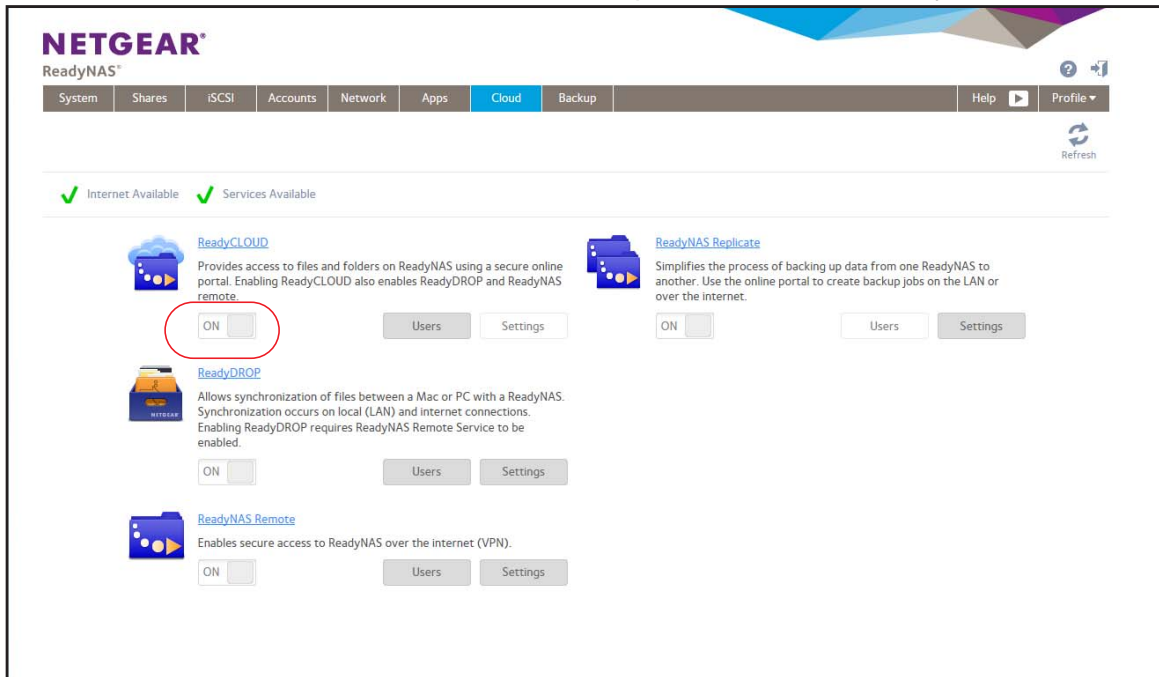 NETGEAR®
ReadyNAS®
System Shares iSCSI Accounts Network Apps Cloud Backup Help Profile
Refresh
Internet Available Services Available
ReadyCLOUD
Provides access to files and folders on ReadyNAS using a secure online
portal. Enabling ReadyCLOUD also enables ReadyDROP and ReadyNAS
remote.
ON Users Settings
ReadyNAS Replicate
Simplifies the process of backing up data from one ReadyNAS to
another. Use the online portal to create backup jobs on the LAN or
over the internet.
ON Users Settings
ReadyDROP
Allows synchronization of files between a Mac or PC with a ReadyNAS.
Synchronization occurs on local (LAN) and internet connections.
Enabling ReadyDROP requires ReadyNAS Remote Service to be
enabled.
NETGEAR
ON Users Settings
ReadyNAS Remote
Enables secure access to ReadyNAS over the internet (VPN).
ON Users Settings